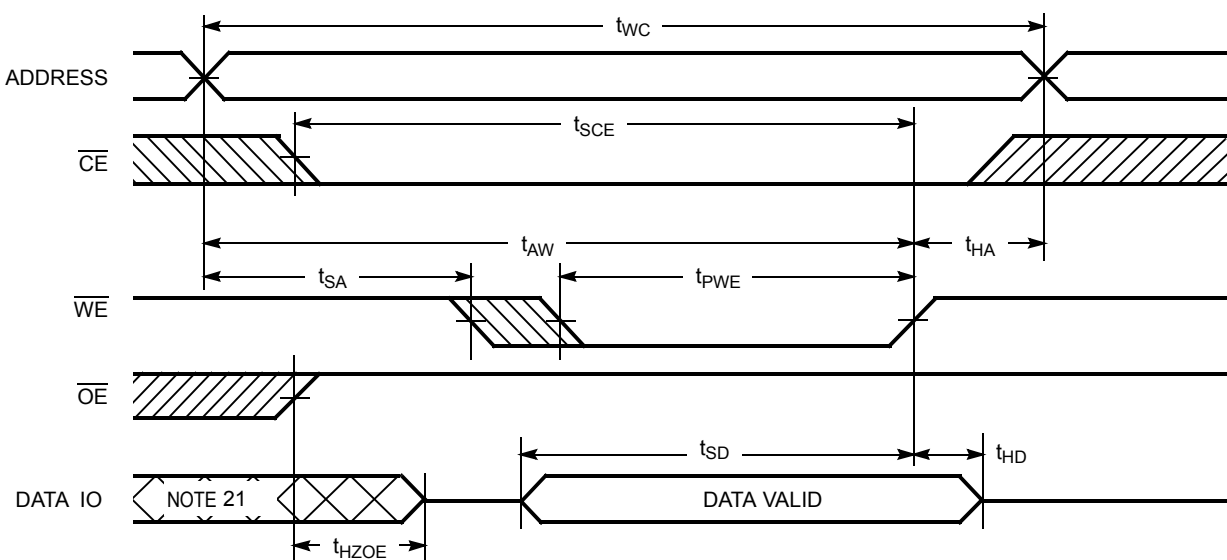 tWC
ADDRESS
tSCE
CE
tAW
tHA
tSA
tPWE
WE
OE
tSD
tHD
DATA IO
NOTE 21
DATA VALID
tHZOE